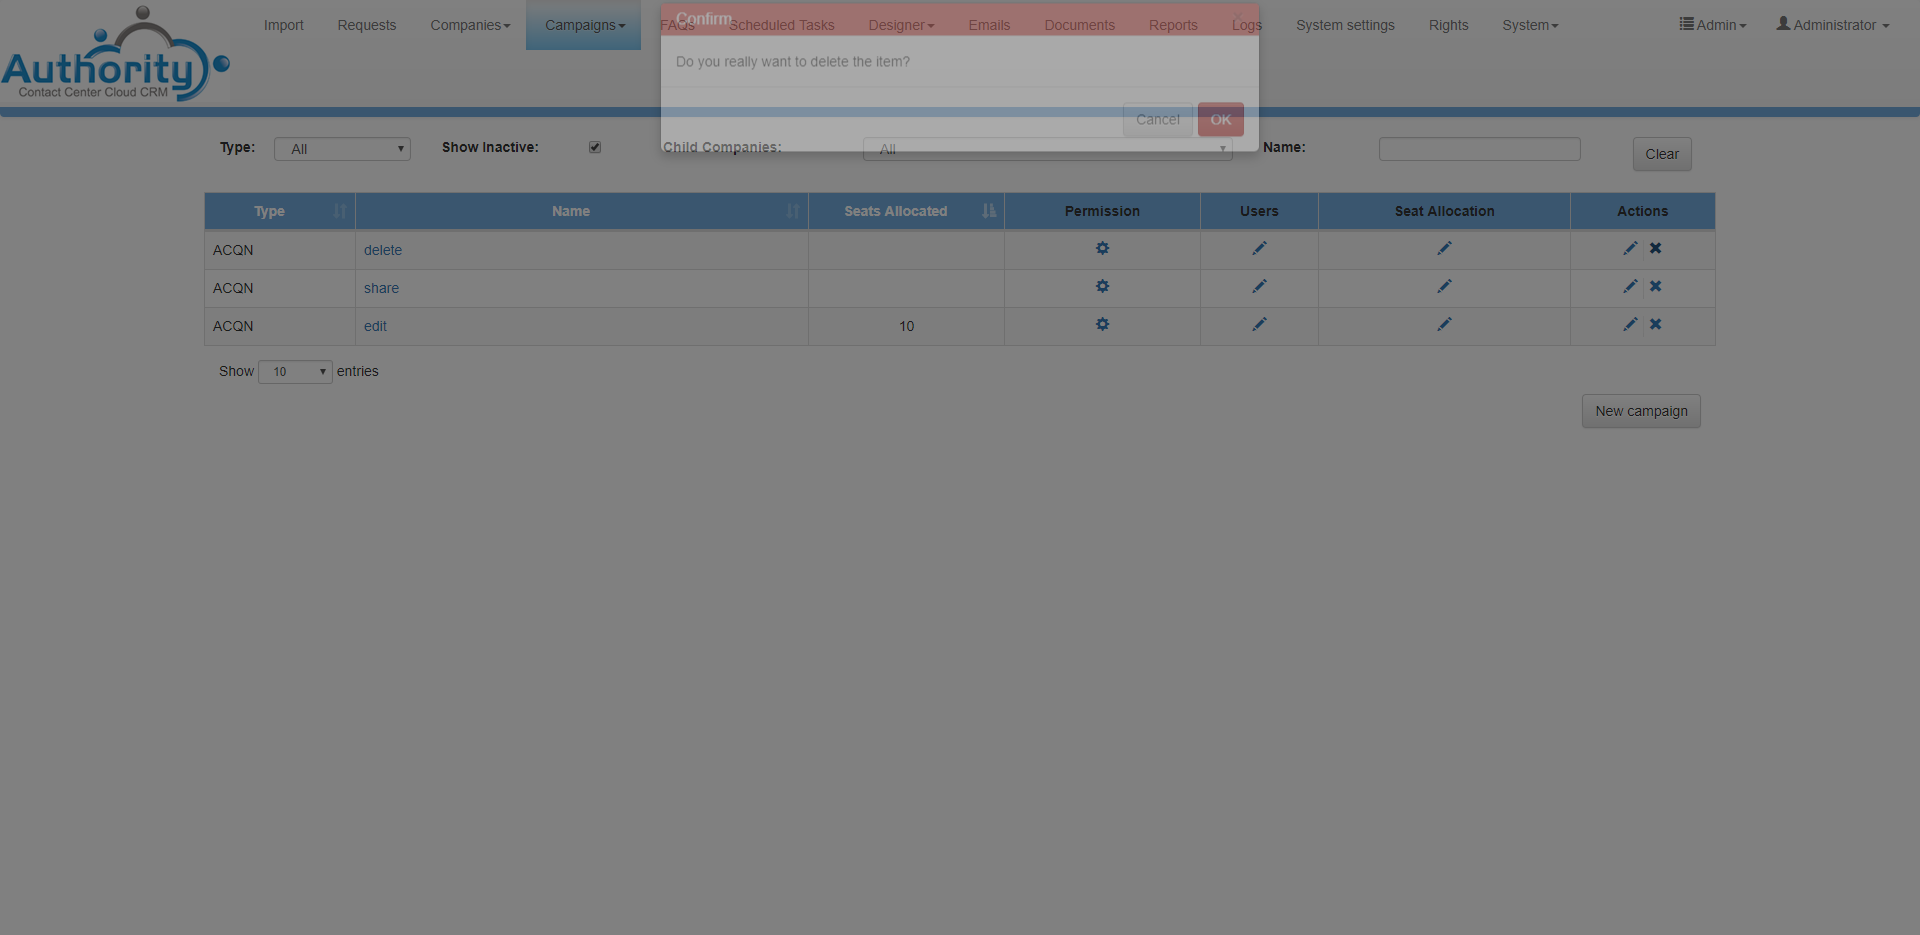 Import Requests Companies Campaigns FAQs Scheduled Tasks Designer Emails Documents Reports Logs System settings Rights System Admin Administrator
Confirm
Authority
Contact Center Cloud CRM
Do you really want to delete the item?
Cancel OK
Type: All Show Inactive: Child Companies: All Name: Clear
Type Name Seats Allocated Permission Users Seat Allocation Actions
ACQN delete
ACQN share
ACQN edit 10
Show 10 entries
New campaign